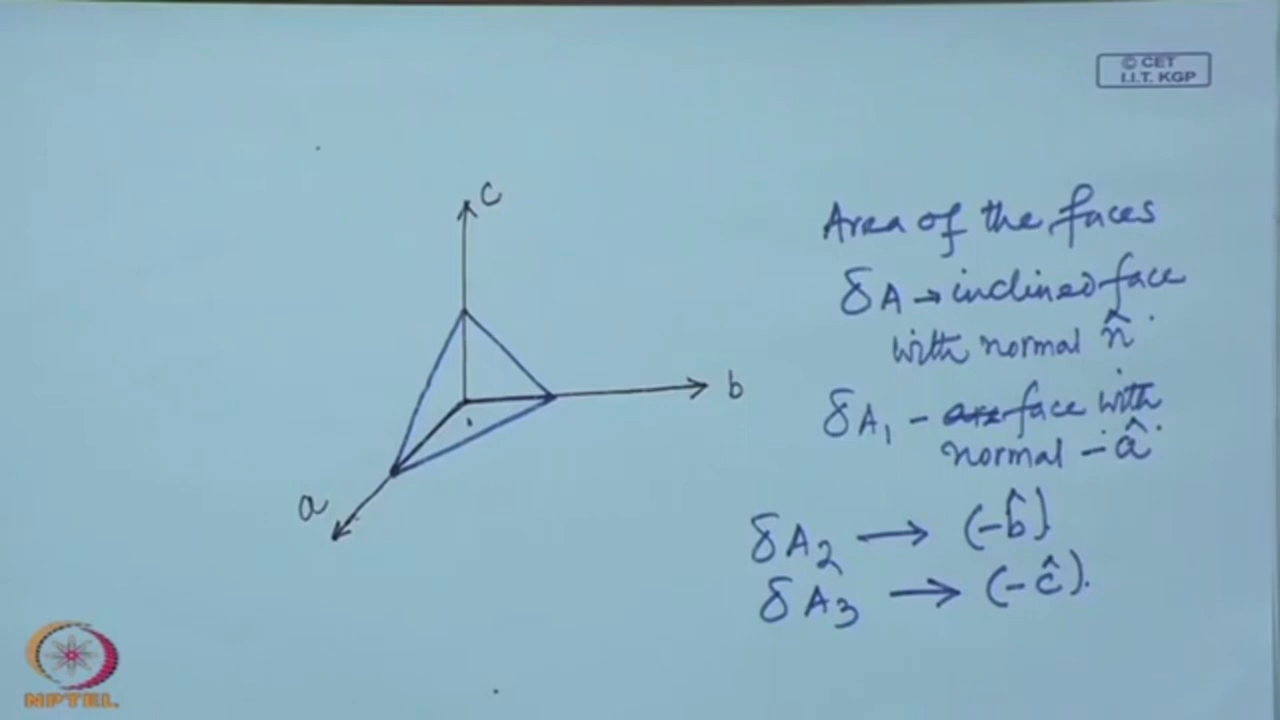 © CET
I.I.T. KGP
c
b
a
Area of the faces
δA → inclined face
with normal n̂.
δA₁ - face with
normal - â.
δA₂ → (-b̂)
δA₃ → (-ĉ).
NPTEL